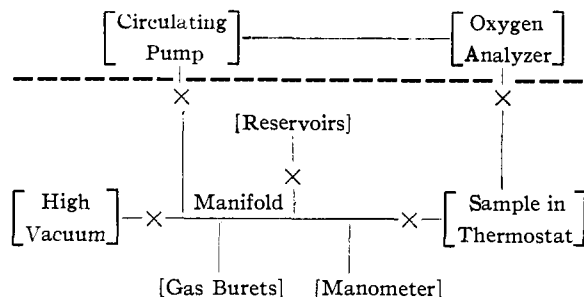 Circulating
Pump
Oxygen
Analyzer
[Reservoirs]
High
Vacuum
Manifold
Sample in
Thermostat
[Gas Burets]
[Manometer]